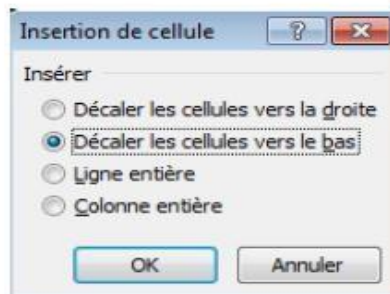 Insertion de cellule
Insérer
Décaler les cellules vers la droite
Décaler les cellules vers le bas
Ligne entière
Colonne entière
OK Annuler